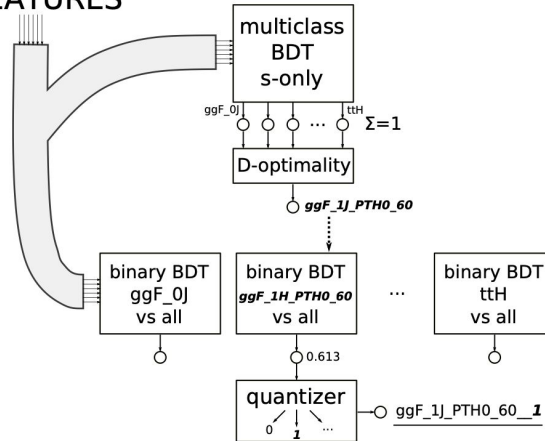 multiclass
BDT
s-only
ggF_0J
ttH
... Σ=1
D-optimality
ggF_1J_PTH0_60
binary BDT
ggF_0J
vs all
binary BDT
ggF_1H_PTH0_60
vs all
...
binary BDT
ttH
vs all
0.613
quantizer
0
1
...
ggF_1J_PTH0_60__1